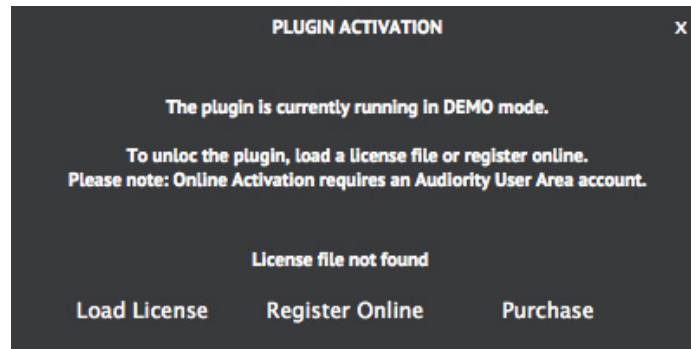 PLUGIN ACTIVATION X
The plugin is currently running in DEMO mode.
To unloc the plugin, load a license file or register online.
Please note: Online Activation requires an Audiority User Area account.
License file not found
Load License Register Online Purchase